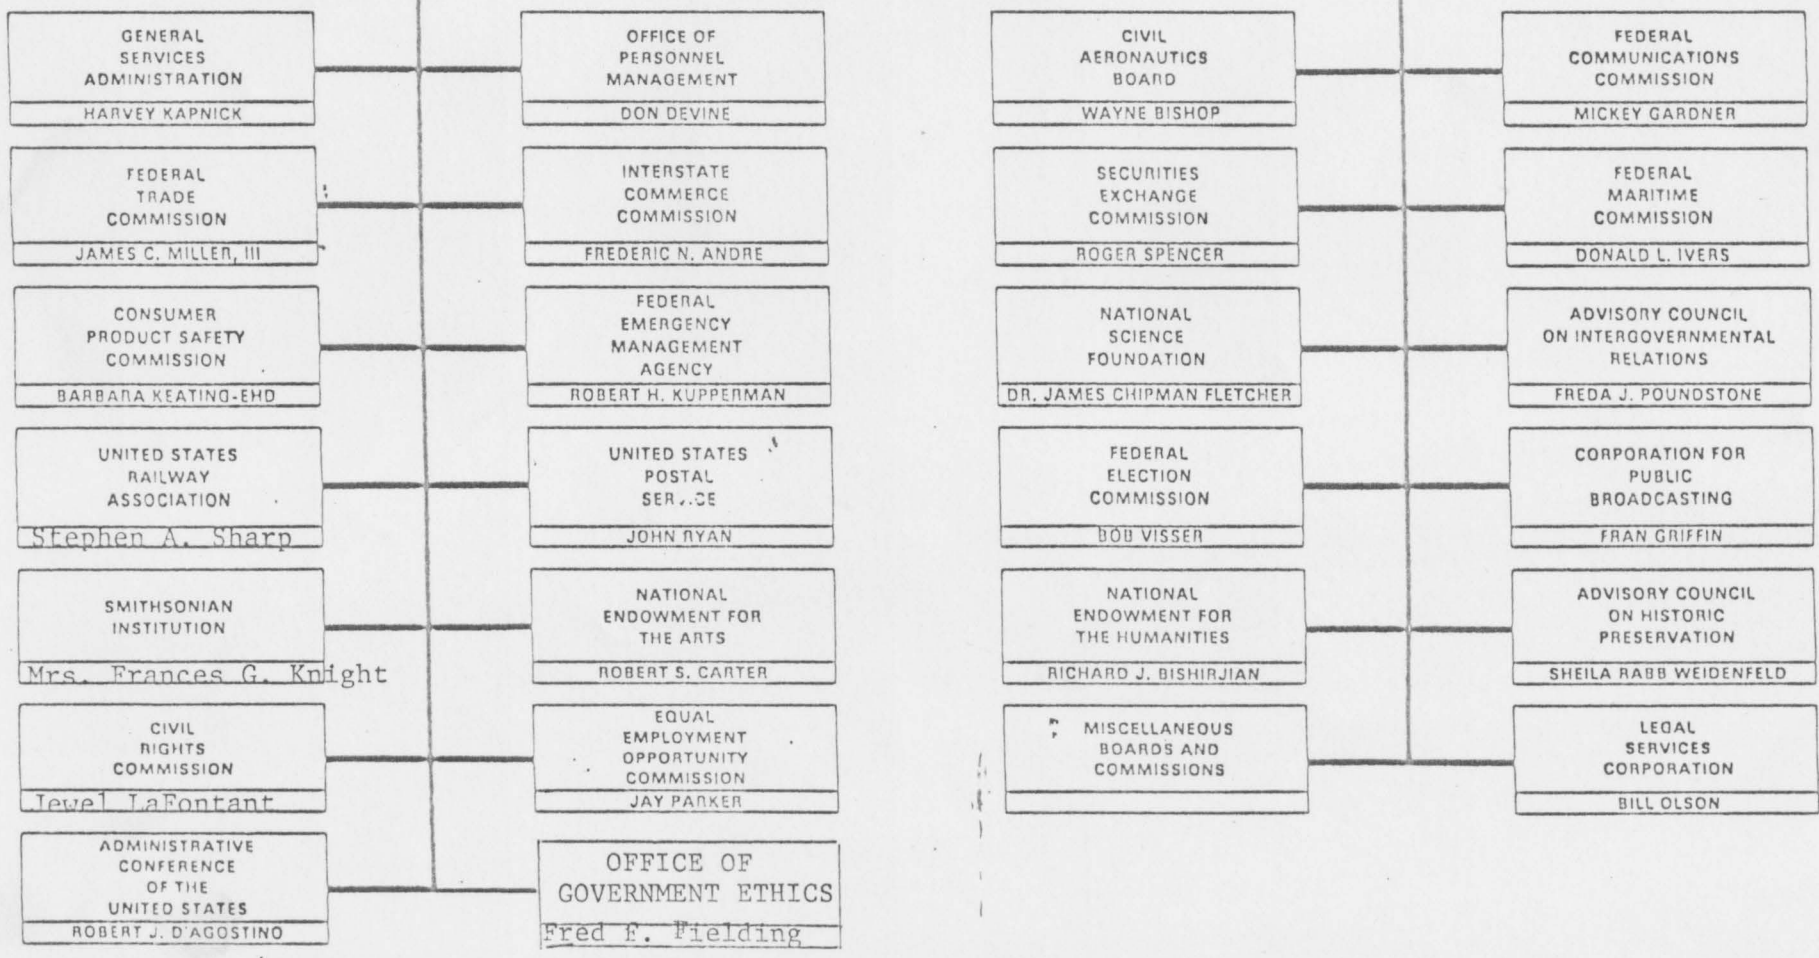 GENERAL
SERVICES
ADMINISTRATION
HARVEY KAPNICK
OFFICE OF
PERSONNEL
MANAGEMENT
DON DEVINE
FEDERAL
TRADE
COMMISSION
JAMES C. MILLER, III
INTERSTATE
COMMERCE
COMMISSION
FREDERIC N. ANDRE
CONSUMER
PRODUCT SAFETY
COMMISSION
BARBARA KEATING-EHD
FEDERAL
EMERGENCY
MANAGEMENT
AGENCY
ROBERT H. KUPPERMAN
UNITED STATES
RAILWAY
ASSOCIATION
Stephen A. Sharp
UNITED STATES
POSTAL
JOHN RYAN
SMITHSONIAN
INSTITUTION
Mrs. Frances G. Knight
NATIONAL
ENDOWMENT FOR
THE ARTS
ROBERT S. CARTER
CIVIL
RIGHTS
COMMISSION
Jewel LaFontant
EQUAL
EMPLOYMENT
OPPORTUNITY
COMMISSION
JAY PARKER
ADMINISTRATIVE
CONFERENCE
OF THE
UNITED STATES
ROBERT J. D'AGOSTINO
OFFICE OF
GOVERNMENT ETHICS
Fred F. Fielding
CIVIL
AERONAUTICS
BOARD
WAYNE BISHOP
FEDERAL
COMMUNICATIONS
COMMISSION
MICKEY GARDNER
SECURITIES
EXCHANGE
COMMISSION
ROGER SPENCER
FEDERAL
MARITIME
COMMISSION
DONALD L. IVERS
NATIONAL
SCIENCE
FOUNDATION
DR. JAMES CHIPMAN FLETCHER
ADVISORY COUNCIL
ON INTERGOVERNMENTAL
RELATIONS
FREDA J. POUNDSTONE
FEDERAL
ELECTION
COMMISSION
BOB VISSER
CORPORATION FOR
PUBLIC
BROADCASTING
FRAN GRIFFIN
NATIONAL
ENDOWMENT FOR
THE HUMANITIES
RICHARD J. BISHIRJIAN
ADVISORY COUNCIL
ON HISTORIC
PRESERVATION
SHEILA RABB WEIDENFELD
MISCELLANEOUS
BOARDS AND
COMMISSIONS
LEGAL
SERVICES
CORPORATION
BILL OLSON